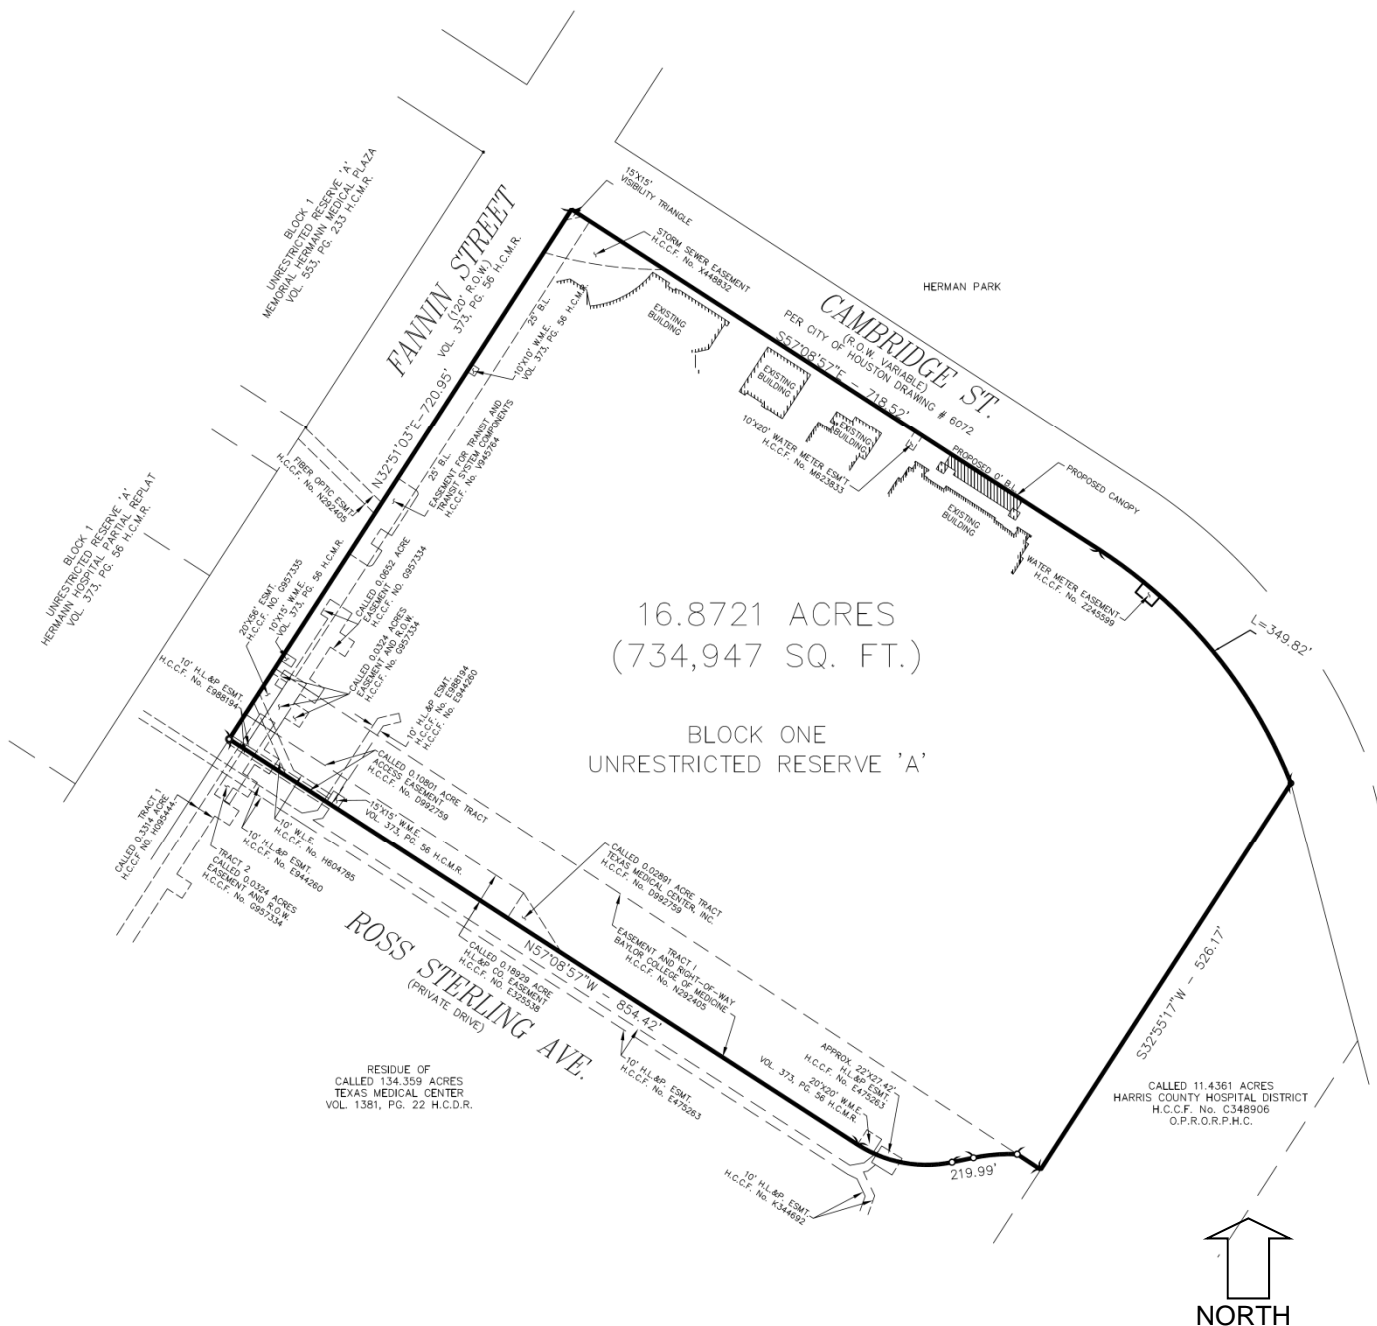 BLOCK 1
UNRESTRICTED RESERVE 'A'
MEMORIAL HERMANN MEDICAL PLAZA
VOL. 553, PG. 233 H.C.M.R.
FANNIN STREET
(120' R.O.W.)
VOL. 373, PG. 56 H.C.M.R.
15'X15'
VISIBILITY TRIANGLE
STORM SEWER EASEMENT
H.C.C.F. No. X448832
HERMAN PARK
CAMBRIDGE ST.
(R.O.W. VARIABLE)
PER CITY OF HOUSTON DRAWING # 6072
S57°08'57"E - 718.52'
EXISTING
BUILDING
EXISTING
BUILDING
EXISTING
BUILDING
EXISTING
BUILDING
25' B.L.
10'X10' W.M.E.
VOL. 373, PG. 56 H.C.M.R.
N32°51'03"E-720.95'
25' B.L.
EASEMENT FOR TRANSIT AND
TRANSIT SYSTEM COMPONENTS
H.C.C.F. No. V945764
10'X20' WATER METER ESM'T
H.C.C.F. No. M623833
PROPOSED 0' B.L.
PROPOSED CANOPY
WATER METER EASEMENT
H.C.C.F. No. Z245599
L=349.82'
FIBER OPTIC ESMT.
H.C.C.F. No. N292405
BLOCK 1
UNRESTRICTED RESERVE 'A'
HERMANN HOSPITAL PARTIAL REPLAT
VOL. 373, PG. 56 H.C.M.R.
20'X56' ESMT.
H.C.C.F. NO. G957335
10'X15' W.M.E.
VOL 373, PG. 56 H.C.M.R.
CALLED 0.0652 ACRE
EASEMENT
H.C.C.F. NO. G957334
CALLED 0.0324 ACRES
EASEMENT AND R.O.W.
H.C.C.F. No. G957334
10' H.L.&P. ESMT.
H.C.C.F. No. E988194
10' H.L.&P ESMT.
H.C.C.F. No. E988194
H.C.C.F. No. E944260
16.8721 ACRES
(734,947 SQ. FT.)
BLOCK ONE
UNRESTRICTED RESERVE 'A'
CALLED 0.10801 ACRE TRACT
ACCESS EASEMENT
H.C.C.F. No. D992759
15'X15' W.M.E.
VOL. 373, PG. 56 H.C.M.R.
TRACT 1
CALLED 0.3314 ACRE
H.C.C.F No. H095444.
10' W.L.E.
H.C.C.F. No. H604785
10' H.L.&P ESMT.
H.C.C.F. No. E944260
TRACT 2
CALLED 0.0324 ACRES
EASEMENT AND R.O.W.
H.C.C.F. No. G957334
CALLED 0.02891 ACRE TRACT
TEXAS MEDICAL CENTER, INC.
H.C.C.F. No. D992759
TRACT I
EASEMENT AND RIGHT-OF-WAY
BAYLOR COLLEGE OF MEDICINE
H.C.C.F. No. N292405
ROSS STERLING AVE.
(PRIVATE DRIVE)
CALLED 0.18929 ACRE
H.L.&P CO. EASEMENT
H.C.C.F. NO. E325538
N57°08'57"W - 854.42'
S32°55'17"W - 526.17'
APPROX. 22'X27.42'
H.L.&P ESMT.
H.C.C.F. No. E475263
20'X20' W.M.E.
VOL. 373, PG. 56 H.C.M.R.
10' H.L.&P. ESMT.
H.C.C.F. No. E475263
RESIDUE OF
CALLED 134.359 ACRES
TEXAS MEDICAL CENTER
VOL. 1381, PG. 22 H.C.D.R.
CALLED 11.4361 ACRES
HARRIS COUNTY HOSPITAL DISTRICT
H.C.C.F. No. C348906
O.P.R.O.R.P.H.C.
219.99'
10' H.L.&P. ESMT.
H.C.C.F. No. K344692
NORTH